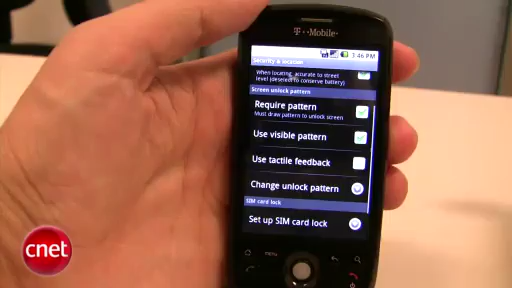 T··Mobile·
3:46 PM
Security & location
When locating, accurate to street
level (deselect to conserve battery)
Screen unlock pattern
Require pattern
Must draw pattern to unlock screen
Use visible pattern
Use tactile feedback
Change unlock pattern
SIM card lock
Set up SIM card lock
MENU
cnet